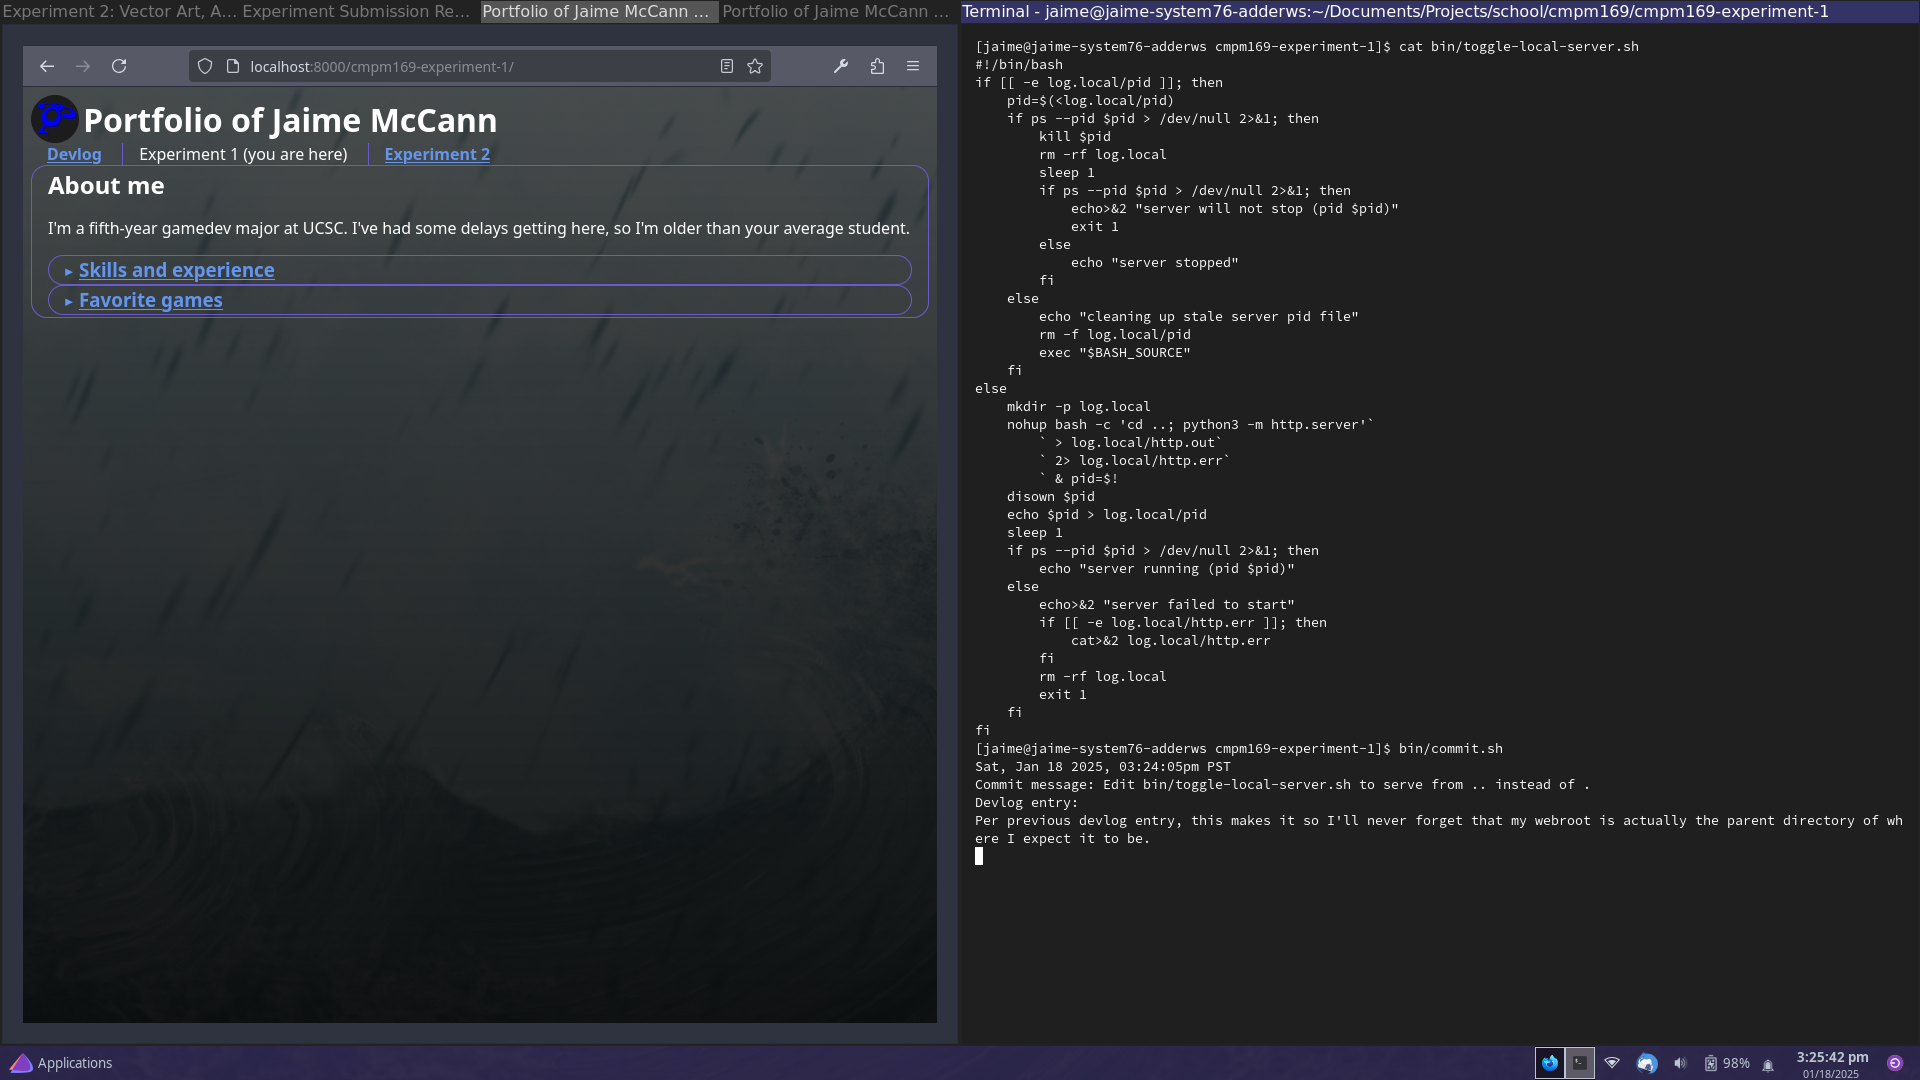 Experiment 2: Vector Art, A...
Experiment Submission Re...
Portfolio of Jaime McCann ...
Portfolio of Jaime McCann ...
Terminal - jaime@jaime-system76-adderws:~/Documents/Projects/school/cmpm169/cmpm169-experiment-1
localhost:8000/cmpm169-experiment-1/
Portfolio of Jaime McCann
Devlog
Experiment 1 (you are here)
Experiment 2
About me
I'm a fifth-year gamedev major at UCSC. I've had some delays getting here, so I'm older than your average student.
▸ Skills and experience
▸ Favorite games
[jaime@jaime-system76-adderws cmpm169-experiment-1]$ cat bin/toggle-local-server.sh
#!/bin/bash
if [[ -e log.local/pid ]]; then
    pid=$(<log.local/pid)
    if ps --pid $pid > /dev/null 2>&1; then
        kill $pid
        rm -rf log.local
        sleep 1
        if ps --pid $pid > /dev/null 2>&1; then
            echo>&2 "server will not stop (pid $pid)"
            exit 1
        else
            echo "server stopped"
        fi
    else
        echo "cleaning up stale server pid file"
        rm -f log.local/pid
        exec "$BASH_SOURCE"
    fi
else
    mkdir -p log.local
    nohup bash -c 'cd ..; python3 -m http.server'`
        ` > log.local/http.out`
        ` 2> log.local/http.err`
        ` & pid=$!
    disown $pid
    echo $pid > log.local/pid
    sleep 1
    if ps --pid $pid > /dev/null 2>&1; then
        echo "server running (pid $pid)"
    else
        echo>&2 "server failed to start"
        if [[ -e log.local/http.err ]]; then
            cat>&2 log.local/http.err
        fi
        rm -rf log.local
        exit 1
    fi
fi
[jaime@jaime-system76-adderws cmpm169-experiment-1]$ bin/commit.sh
Sat, Jan 18 2025, 03:24:05pm PST
Commit message: Edit bin/toggle-local-server.sh to serve from .. instead of .
Devlog entry:
Per previous devlog entry, this makes it so I'll never forget that my webroot is actually the parent directory of wh
ere I expect it to be.
Applications
98%
3:25:42 pm
01/18/2025